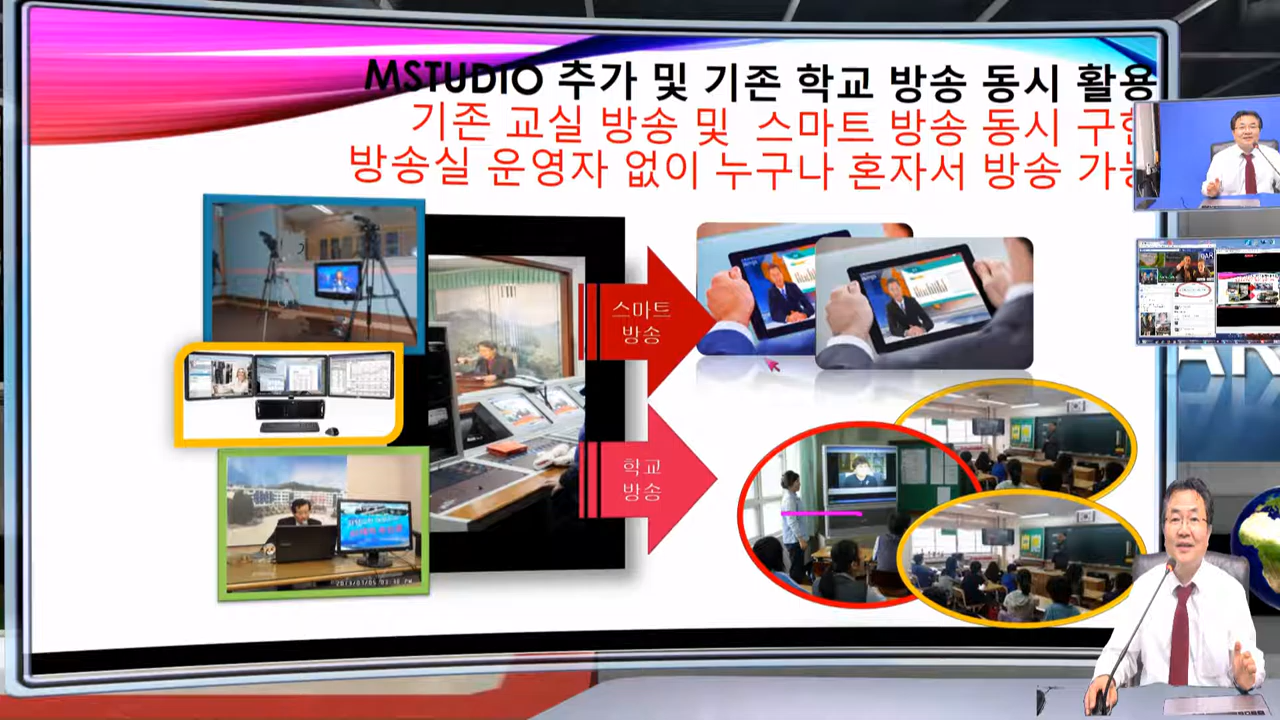 MSTUDIO 추가 및 기존 학교 방송 동시 활용
기존 교실 방송 및 스마트 방송 동시 구현
방송실 운영자 없이 누구나 혼자서 방송 가능
스마트
방송
학교
방송